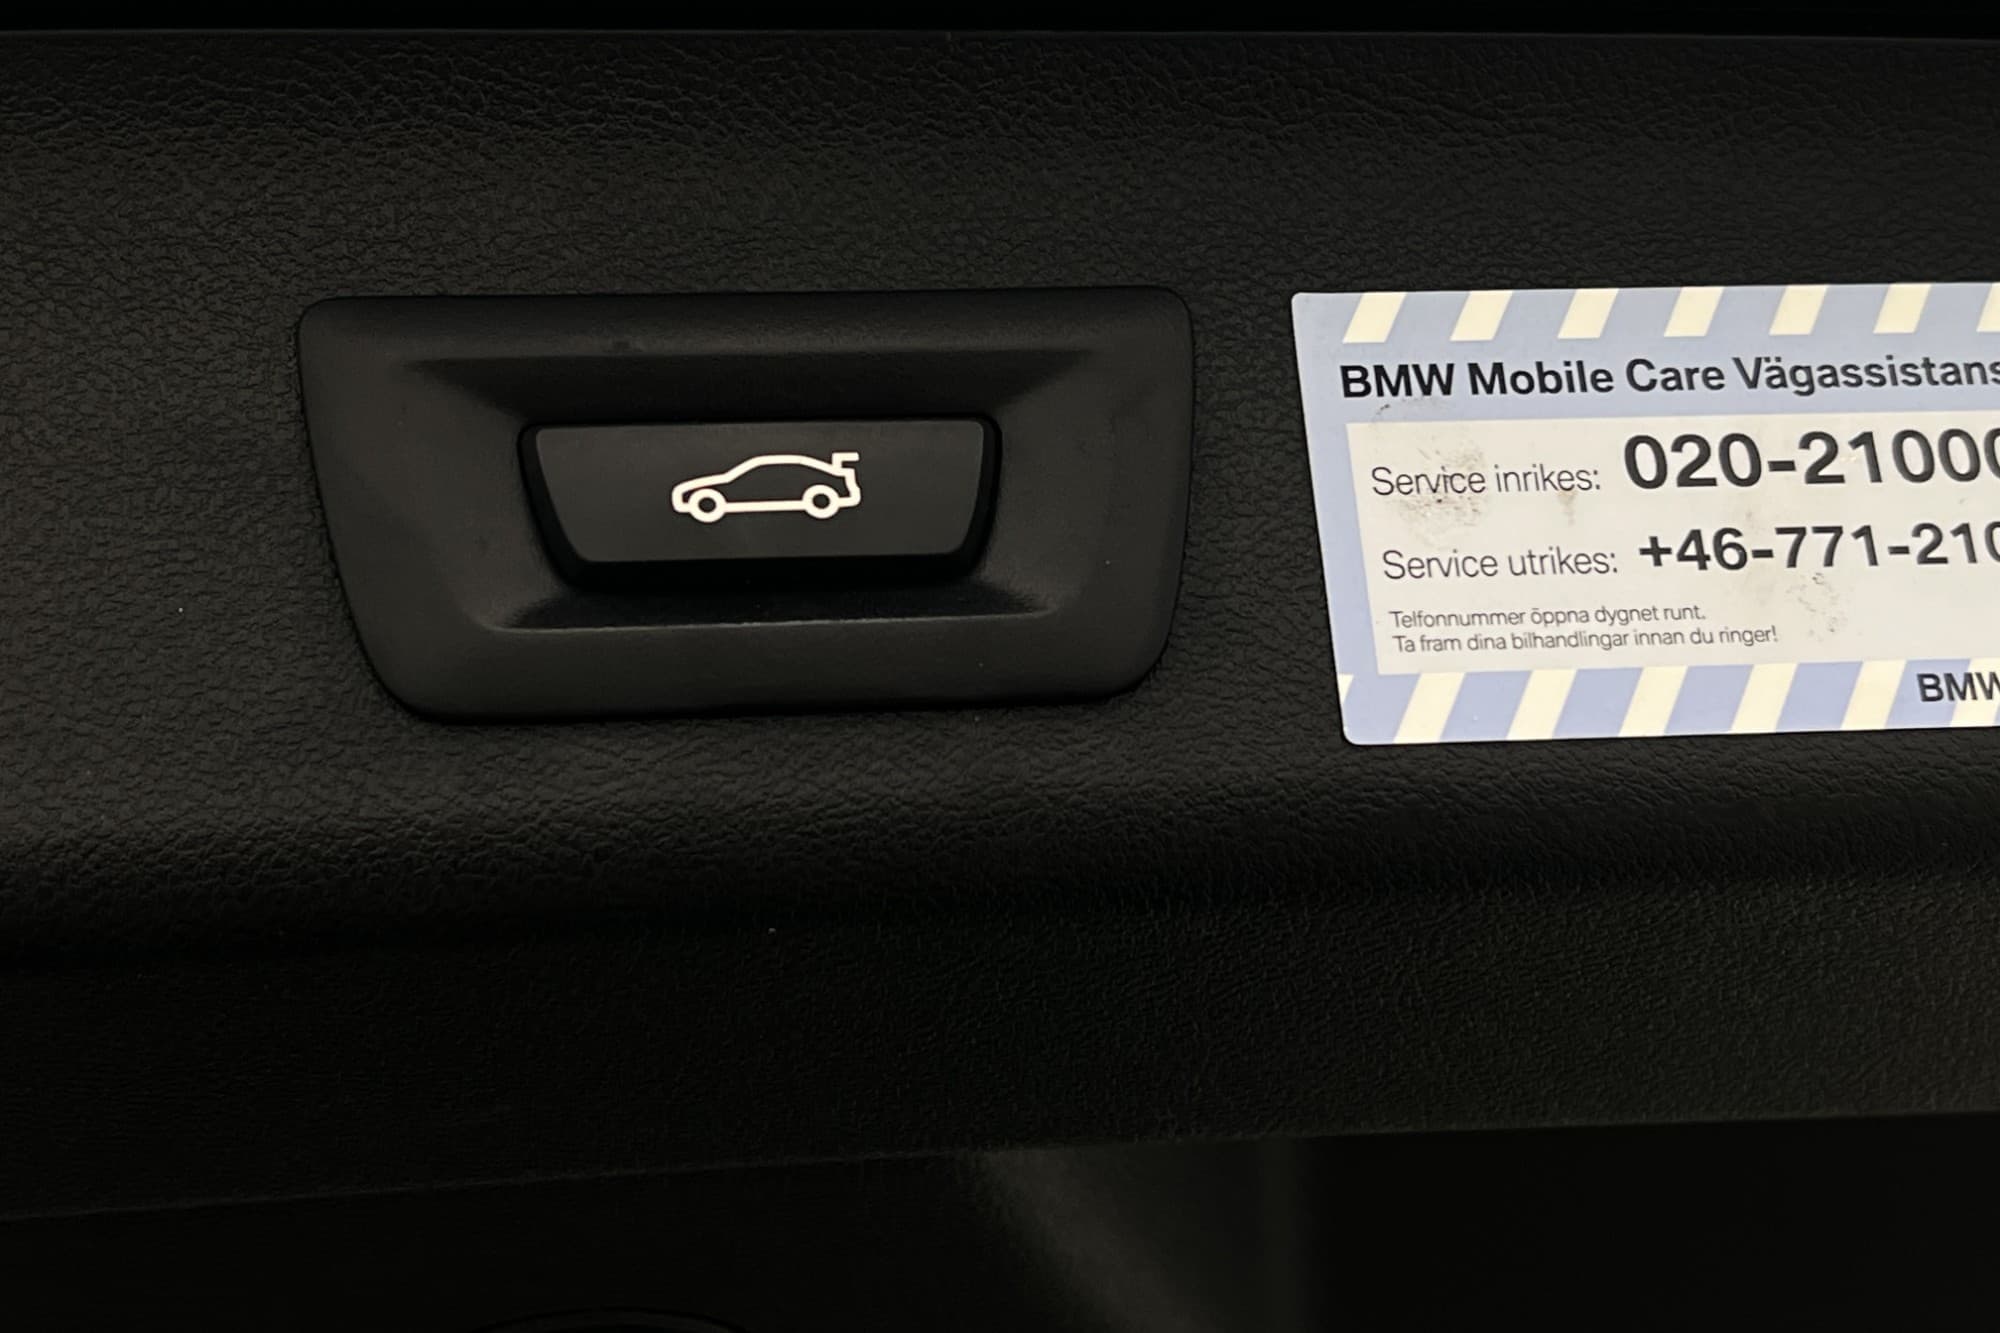 BMW Mobile Care Vägassistans
Service inrikes: 020-21000
Service utrikes: +46-771-210
Telfonnummer öppna dygnet runt.
Ta fram dina bilhandlingar innan du ringer!
BMW